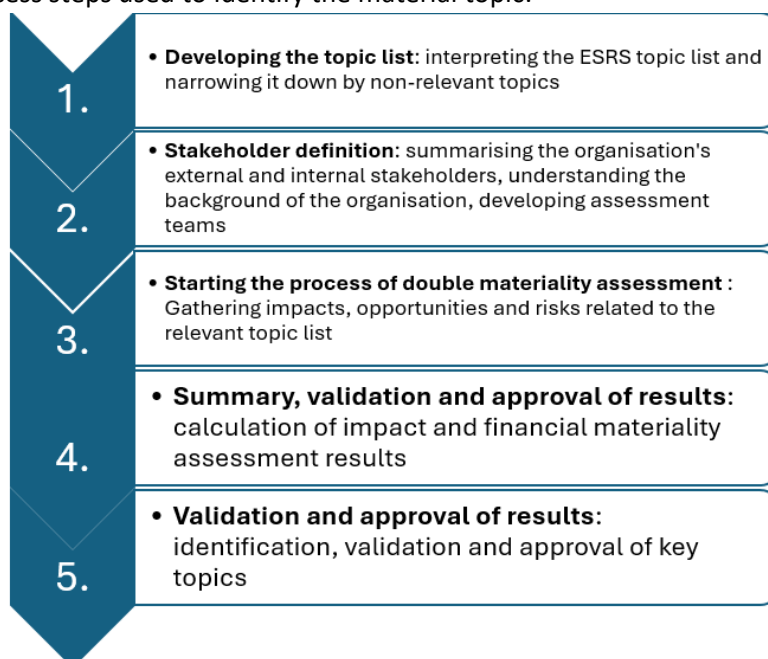 1.
• Developing the topic list: interpreting the ESRS topic list and
narrowing it down by non-relevant topics
2.
• Stakeholder definition: summarising the organisation's
external and internal stakeholders, understanding the
background of the organisation, developing assessment
teams
3.
• Starting the process of double materiality assessment :
Gathering impacts, opportunities and risks related to the
relevant topic list
4.
• Summary, validation and approval of results:
calculation of impact and financial materiality
assessment results
5.
• Validation and approval of results:
identification, validation and approval of key
topics